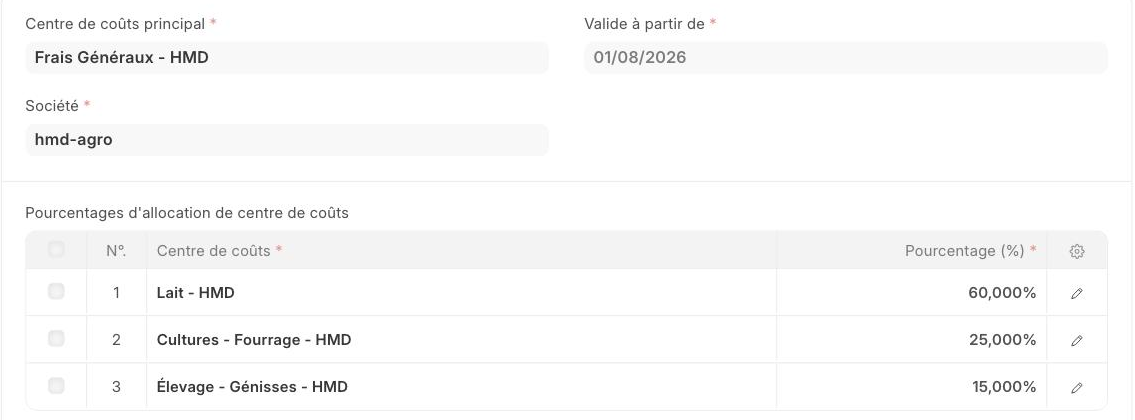 Centre de coûts principal *
Valide à partir de *
Frais Généraux - HMD
01/08/2026
Société *
hmd-agro
Pourcentages d'allocation de centre de coûts
N°. Centre de coûts * Pourcentage (%) *
1 Lait - HMD 60,000%
2 Cultures - Fourrage - HMD 25,000%
3 Élevage - Génisses - HMD 15,000%